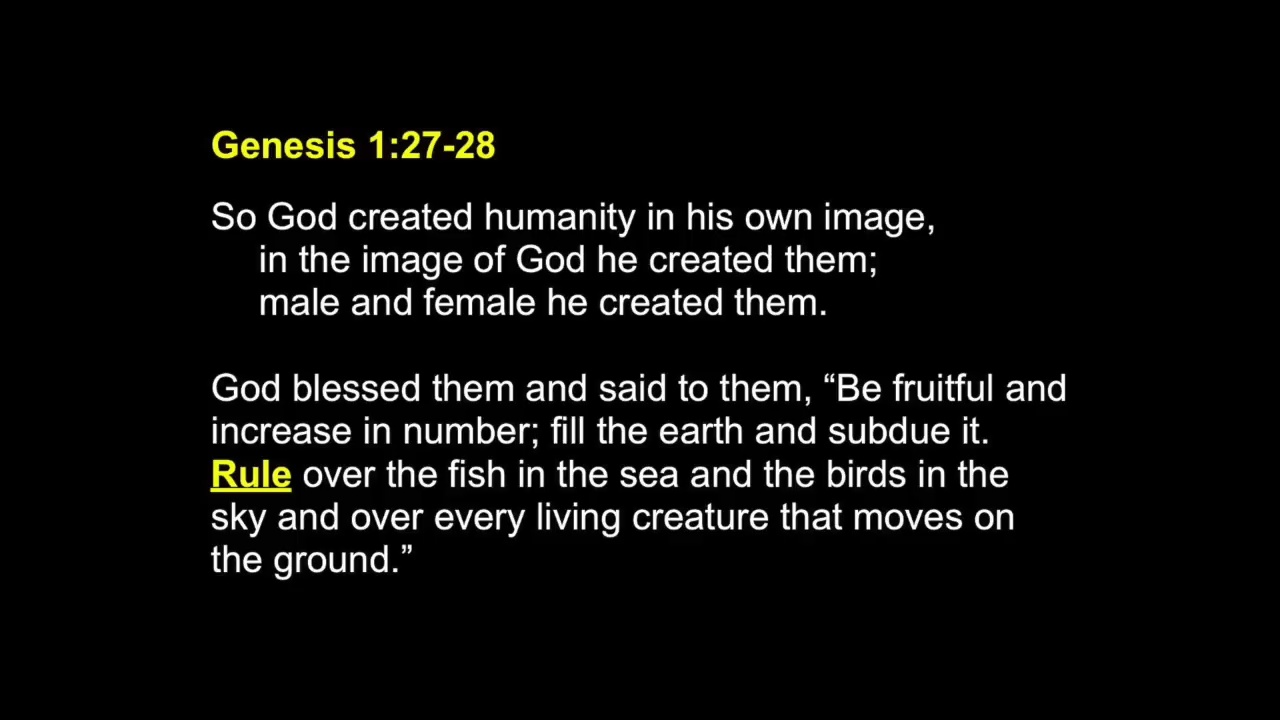 Genesis 1:27-28
So God created humanity in his own image,
in the image of God he created them;
male and female he created them.
God blessed them and said to them, “Be fruitful and
increase in number; fill the earth and subdue it.
Rule over the fish in the sea and the birds in the
sky and over every living creature that moves on
the ground.”